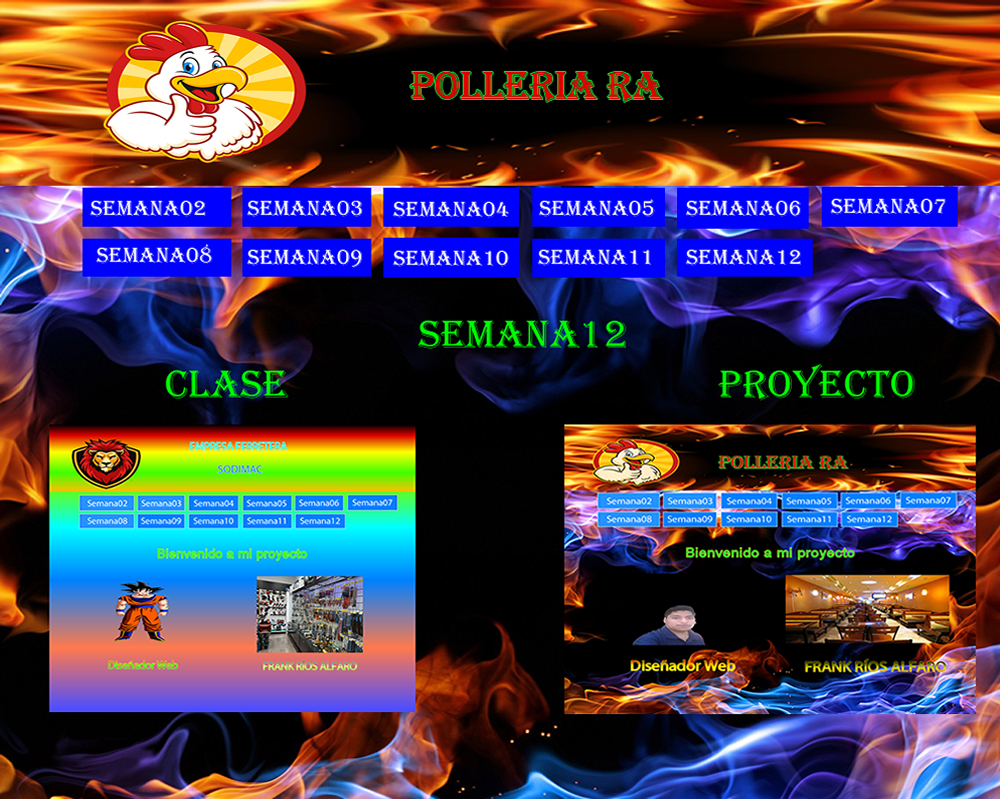 POLLERIA RA
SEMANA02 SEMANA03 SEMANA04 SEMANA05 SEMANA06 SEMANA07
SEMANA08 SEMANA09 SEMANA10 SEMANA11 SEMANA12
SEMANA12
CLASE
PROYECTO
EMPRESA FERRETERA
SODIMAC
Semana02 Semana03 Semana04 Semana05 Semana06 Semana07
Semana08 Semana09 Semana10 Semana11 Semana12
Bienvenido a mi proyecto
Diseñador Web
FRANK RÍOS ALFARO
POLLERIA RA
Semana02 Semana03 Semana04 Semana05 Semana06 Semana07
Semana08 Semana09 Semana10 Semana11 Semana12
Bienvenido a mi proyecto
Diseñador Web
FRANK RÍOS ALFARO